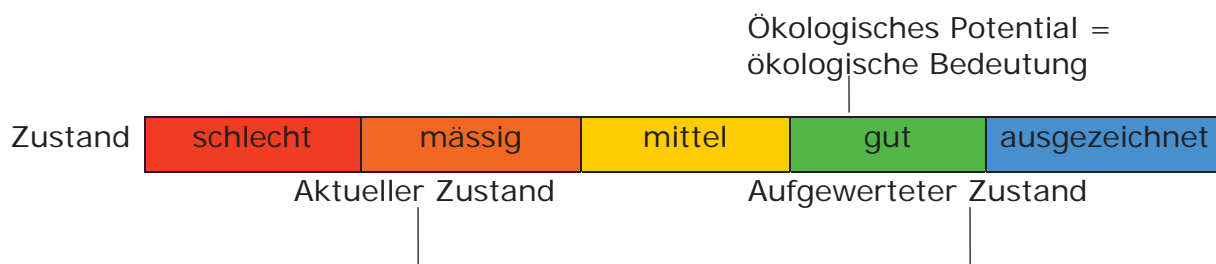 Ökologisches Potential =
ökologische Bedeutung
Zustand schlecht mässig mittel gut ausgezeichnet
Aktueller Zustand Aufgewerteter Zustand